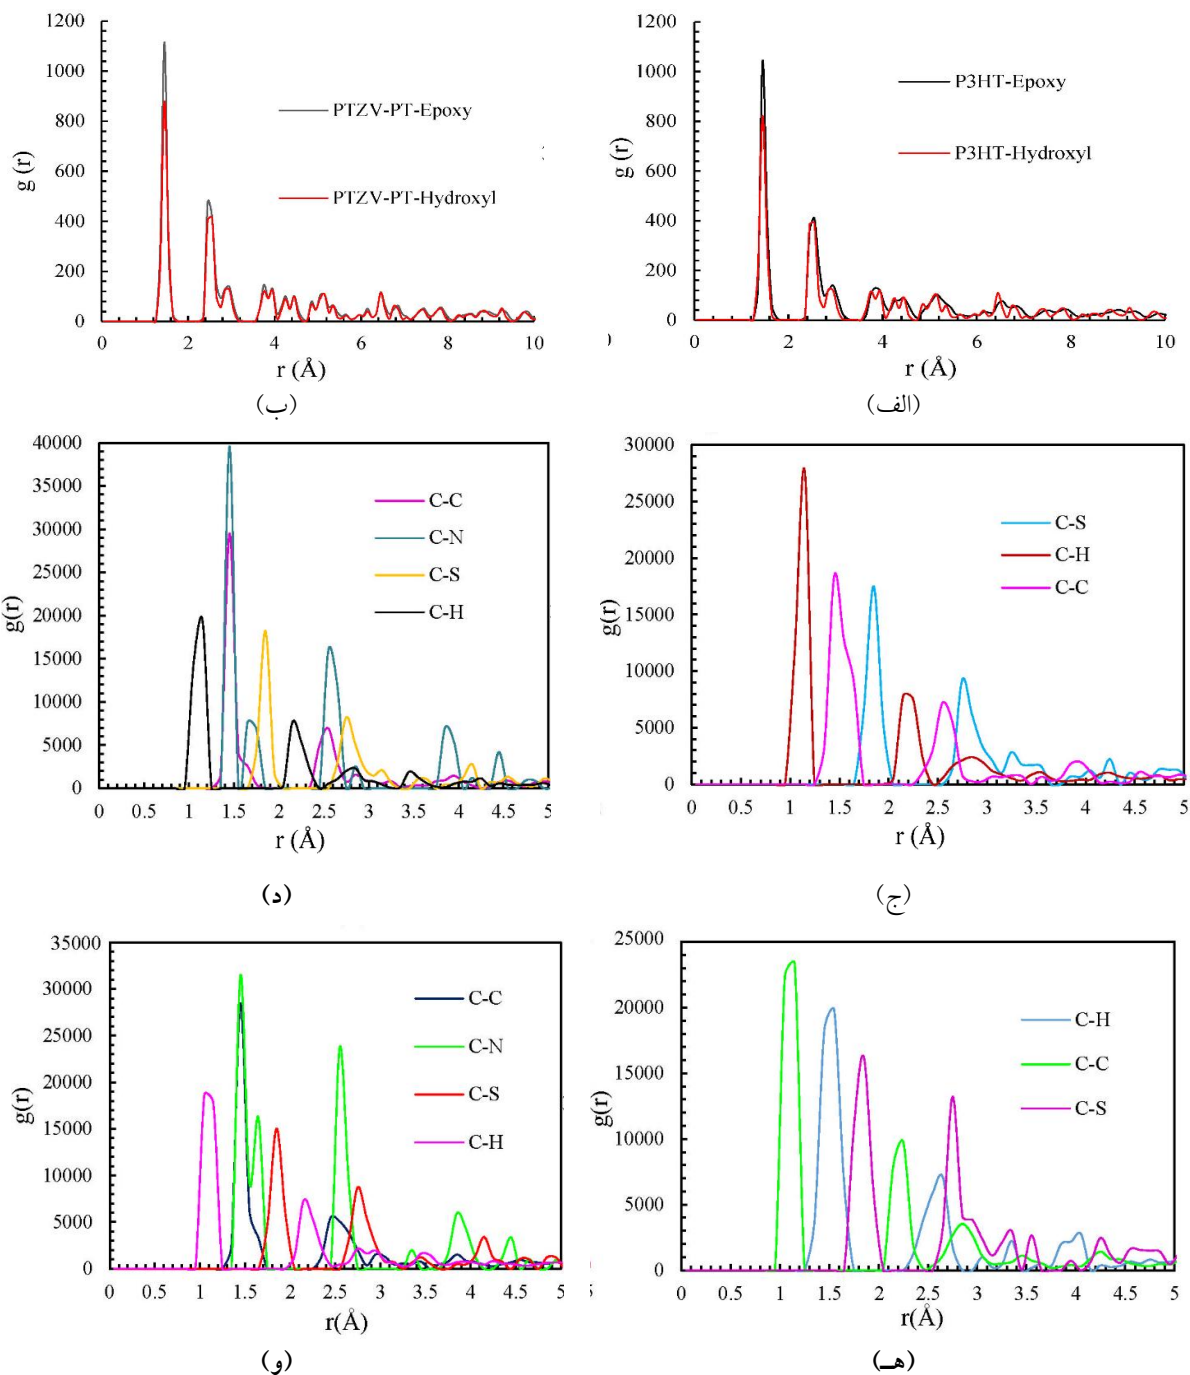 1200
1000
800
600
400
200
0
g (r)
PTZV-PT-Epoxy
PTZV-PT-Hydroxyl
0 2 4 6 8 10
r (Å)
(ب)
1200
1000
800
600
400
200
0
g (r)
P3HT-Epoxy
P3HT-Hydroxyl
0 2 4 6 8 10
r (Å)
(الف)
40000
35000
30000
25000
20000
15000
10000
5000
0
g(r)
C-C
C-N
C-S
C-H
0 0.5 1 1.5 2 2.5 3 3.5 4 4.5 5
r (Å)
(د)
30000
25000
20000
15000
10000
5000
0
g(r)
C-S
C-H
C-C
0 0.5 1 1.5 2 2.5 3 3.5 4 4.5 5
r (Å)
(ج)
35000
30000
25000
20000
15000
10000
5000
0
g(r)
C-C
C-N
C-S
C-H
0 0.5 1 1.5 2 2.5 3 3.5 4 4.5 5
r(Å)
(و)
25000
20000
15000
10000
5000
0
g(r)
C-H
C-C
C-S
0 0.5 1 1.5 2 2.5 3 3.5 4 4.5 5
r(Å)
(هـ)